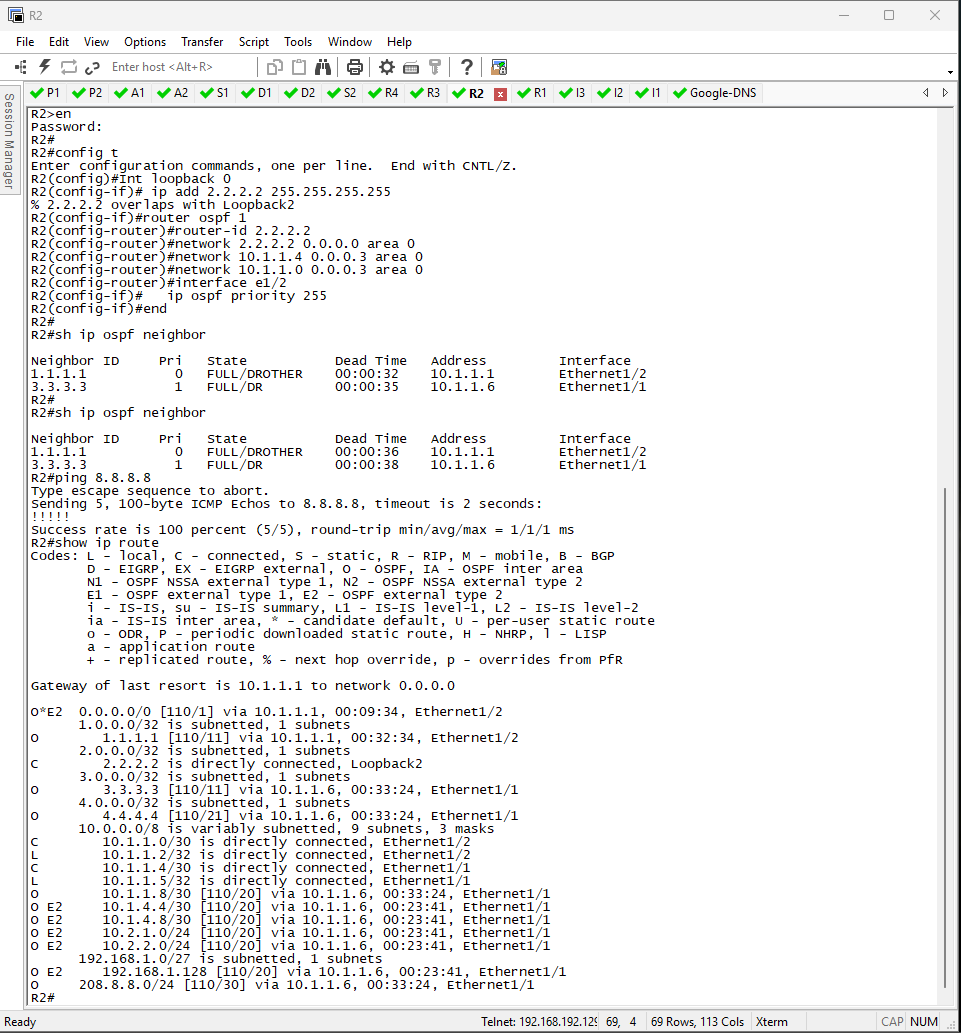 R2
File Edit View Options Transfer Script Tools Window Help
Enter host <Alt+R>
P1 P2 A1 A2 S1 D1 D2 S2 R4 R3 R2 R1 I3 I2 I1 Google-DNS
Session Manager
R2>en
Password:
R2#
R2#config t
Enter configuration commands, one per line.  End with CNTL/Z.
R2(config)#Int loopback 0
R2(config-if)# ip add 2.2.2.2 255.255.255.255
% 2.2.2.2 overlaps with Loopback2
R2(config-if)#router ospf 1
R2(config-router)#router-id 2.2.2.2
R2(config-router)#network 2.2.2.2 0.0.0.0 area 0
R2(config-router)#network 10.1.1.4 0.0.0.3 area 0
R2(config-router)#network 10.1.1.0 0.0.0.3 area 0
R2(config-router)#interface e1/2
R2(config-if)#   ip ospf priority 255
R2(config-if)#end
R2#
R2#sh ip ospf neighbor

Neighbor ID     Pri   State           Dead Time   Address         Interface
1.1.1.1           0   FULL/DROTHER    00:00:32    10.1.1.1        Ethernet1/2
3.3.3.3           1   FULL/DR         00:00:35    10.1.1.6        Ethernet1/1
R2#
R2#sh ip ospf neighbor

Neighbor ID     Pri   State           Dead Time   Address         Interface
1.1.1.1           0   FULL/DROTHER    00:00:36    10.1.1.1        Ethernet1/2
3.3.3.3           1   FULL/DR         00:00:38    10.1.1.6        Ethernet1/1
R2#ping 8.8.8.8
Type escape sequence to abort.
Sending 5, 100-byte ICMP Echos to 8.8.8.8, timeout is 2 seconds:
!!!!!
Success rate is 100 percent (5/5), round-trip min/avg/max = 1/1/1 ms
R2#show ip route
Codes: L - local, C - connected, S - static, R - RIP, M - mobile, B - BGP
       D - EIGRP, EX - EIGRP external, O - OSPF, IA - OSPF inter area
       N1 - OSPF NSSA external type 1, N2 - OSPF NSSA external type 2
       E1 - OSPF external type 1, E2 - OSPF external type 2
       i - IS-IS, su - IS-IS summary, L1 - IS-IS level-1, L2 - IS-IS level-2
       ia - IS-IS inter area, * - candidate default, U - per-user static route
       o - ODR, P - periodic downloaded static route, H - NHRP, l - LISP
       a - application route
       + - replicated route, % - next hop override, p - overrides from PfR

Gateway of last resort is 10.1.1.1 to network 0.0.0.0

O*E2  0.0.0.0/0 [110/1] via 10.1.1.1, 00:09:34, Ethernet1/2
      1.0.0.0/32 is subnetted, 1 subnets
O        1.1.1.1 [110/11] via 10.1.1.1, 00:32:34, Ethernet1/2
      2.0.0.0/32 is subnetted, 1 subnets
C        2.2.2.2 is directly connected, Loopback2
      3.0.0.0/32 is subnetted, 1 subnets
O        3.3.3.3 [110/11] via 10.1.1.6, 00:33:24, Ethernet1/1
      4.0.0.0/32 is subnetted, 1 subnets
O        4.4.4.4 [110/21] via 10.1.1.6, 00:33:24, Ethernet1/1
      10.0.0.0/8 is variably subnetted, 9 subnets, 3 masks
C        10.1.1.0/30 is directly connected, Ethernet1/2
L        10.1.1.2/32 is directly connected, Ethernet1/2
C        10.1.1.4/30 is directly connected, Ethernet1/1
L        10.1.1.5/32 is directly connected, Ethernet1/1
O        10.1.1.8/30 [110/20] via 10.1.1.6, 00:33:24, Ethernet1/1
O E2     10.1.4.4/30 [110/20] via 10.1.1.6, 00:23:41, Ethernet1/1
O E2     10.1.4.8/30 [110/20] via 10.1.1.6, 00:23:41, Ethernet1/1
O E2     10.2.1.0/24 [110/20] via 10.1.1.6, 00:23:41, Ethernet1/1
O E2     10.2.2.0/24 [110/20] via 10.1.1.6, 00:23:41, Ethernet1/1
      192.168.1.0/27 is subnetted, 1 subnets
O E2     192.168.1.128 [110/20] via 10.1.1.6, 00:23:41, Ethernet1/1
O     208.8.8.0/24 [110/30] via 10.1.1.6, 00:33:24, Ethernet1/1
R2#
Ready Telnet: 192.168.192.129 69, 4 69 Rows, 113 Cols Xterm CAP NUM